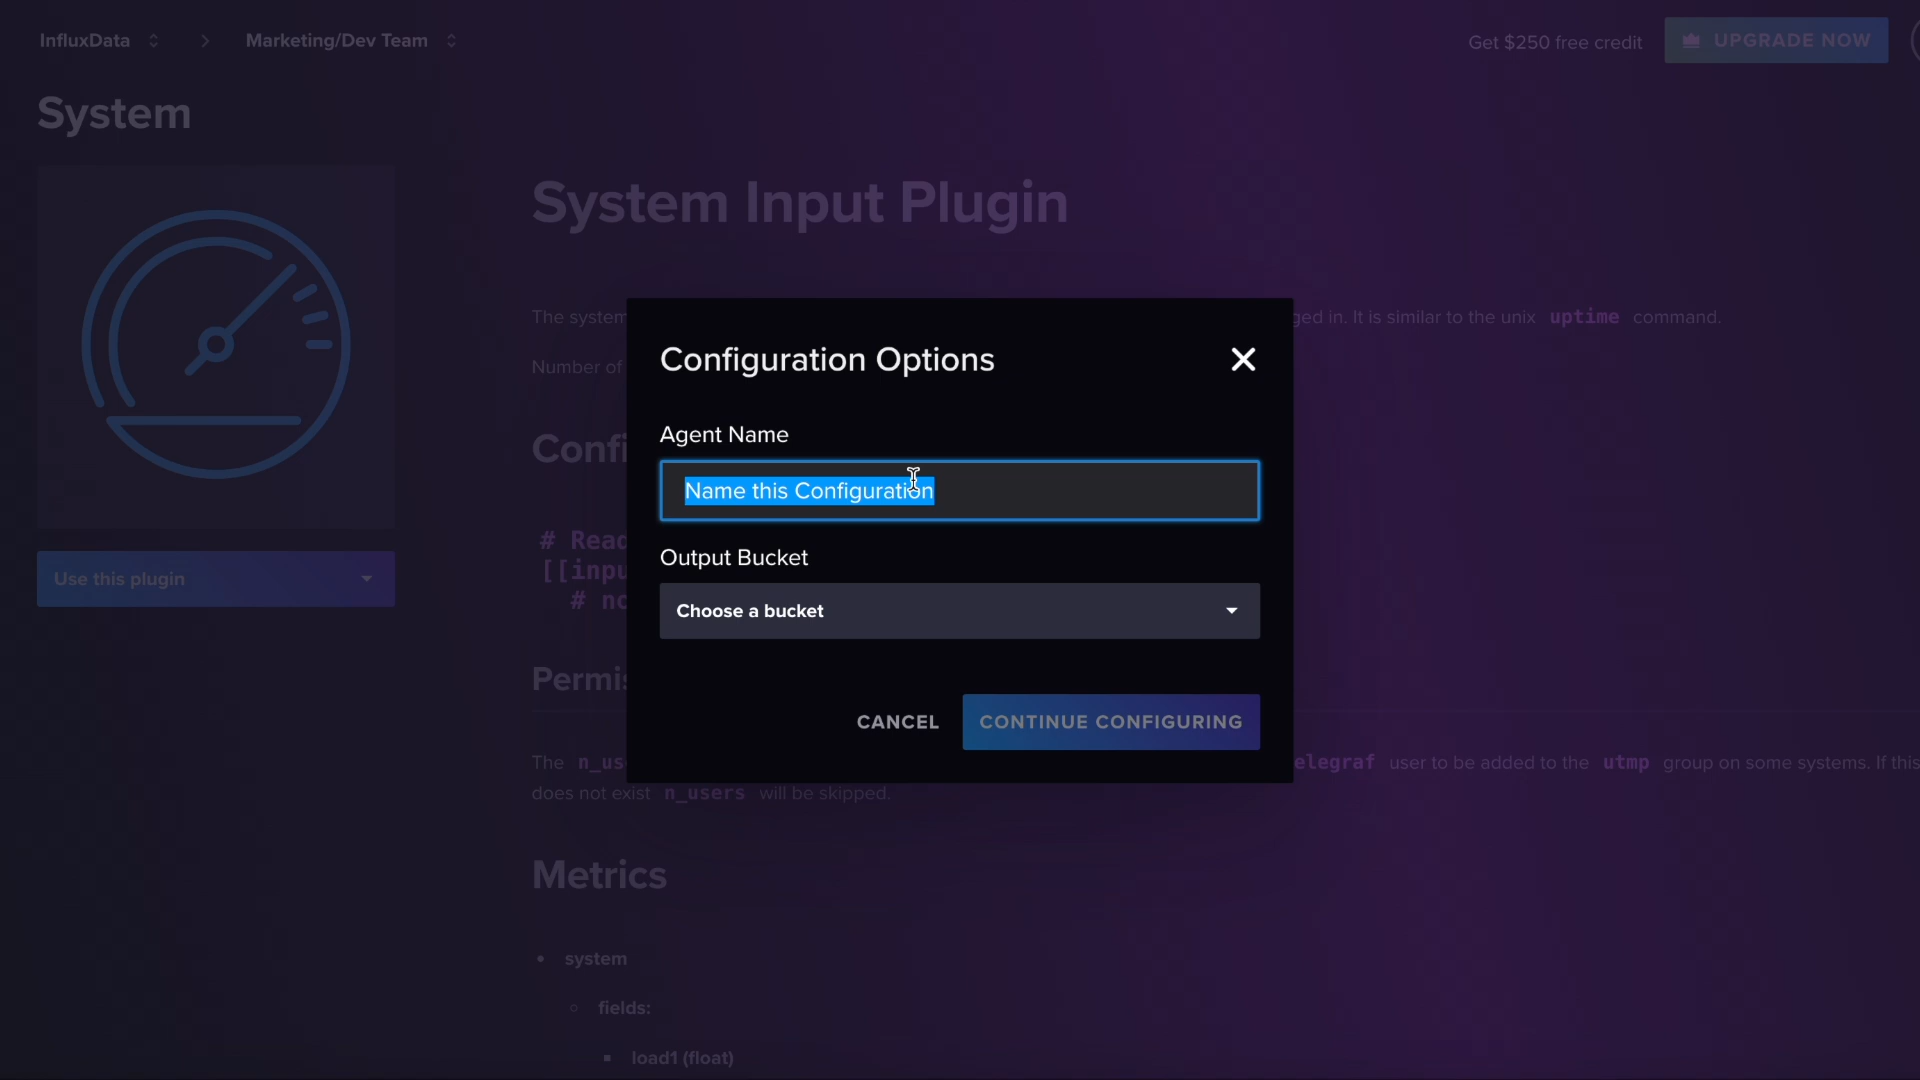 InfluxData > Marketing/Dev Team
Get $250 free credit
UPGRADE NOW
System
System Input Plugin
The system
ged in. It is similar to the unix uptime command.
Number of
Configuration Options
Agent Name
Name this Configuration
Output Bucket
Choose a bucket
CANCEL
CONTINUE CONFIGURING
Use this plugin
Confi
# Read
[[inpu
# no
Permis
The n_us
elegraf user to be added to the utmp group on some systems. If this
does not exist n_users will be skipped.
Metrics
• system
○ fields:
▪ load1 (float)